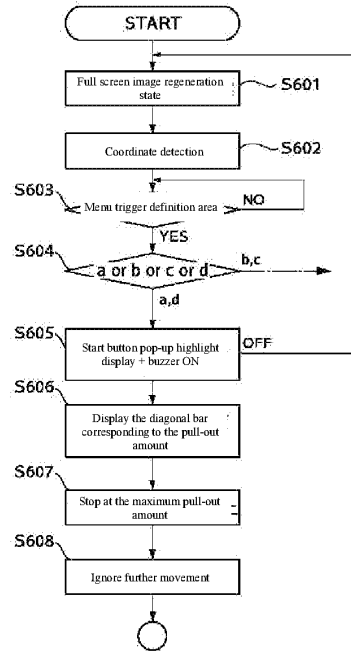 START
Full screen image regeneration
state
S601
Coordinate detection
S602
S603
Menu trigger definition area
NO
YES
S604
a or b or c or d
b,c
a,d
S605
Start button pop-up highlight
display + buzzer ON
OFF
S606
Display the diagonal bar
corresponding to the pull-out
amount
S607
Stop at the maximum pull-out
amount
S608
Ignore further movement